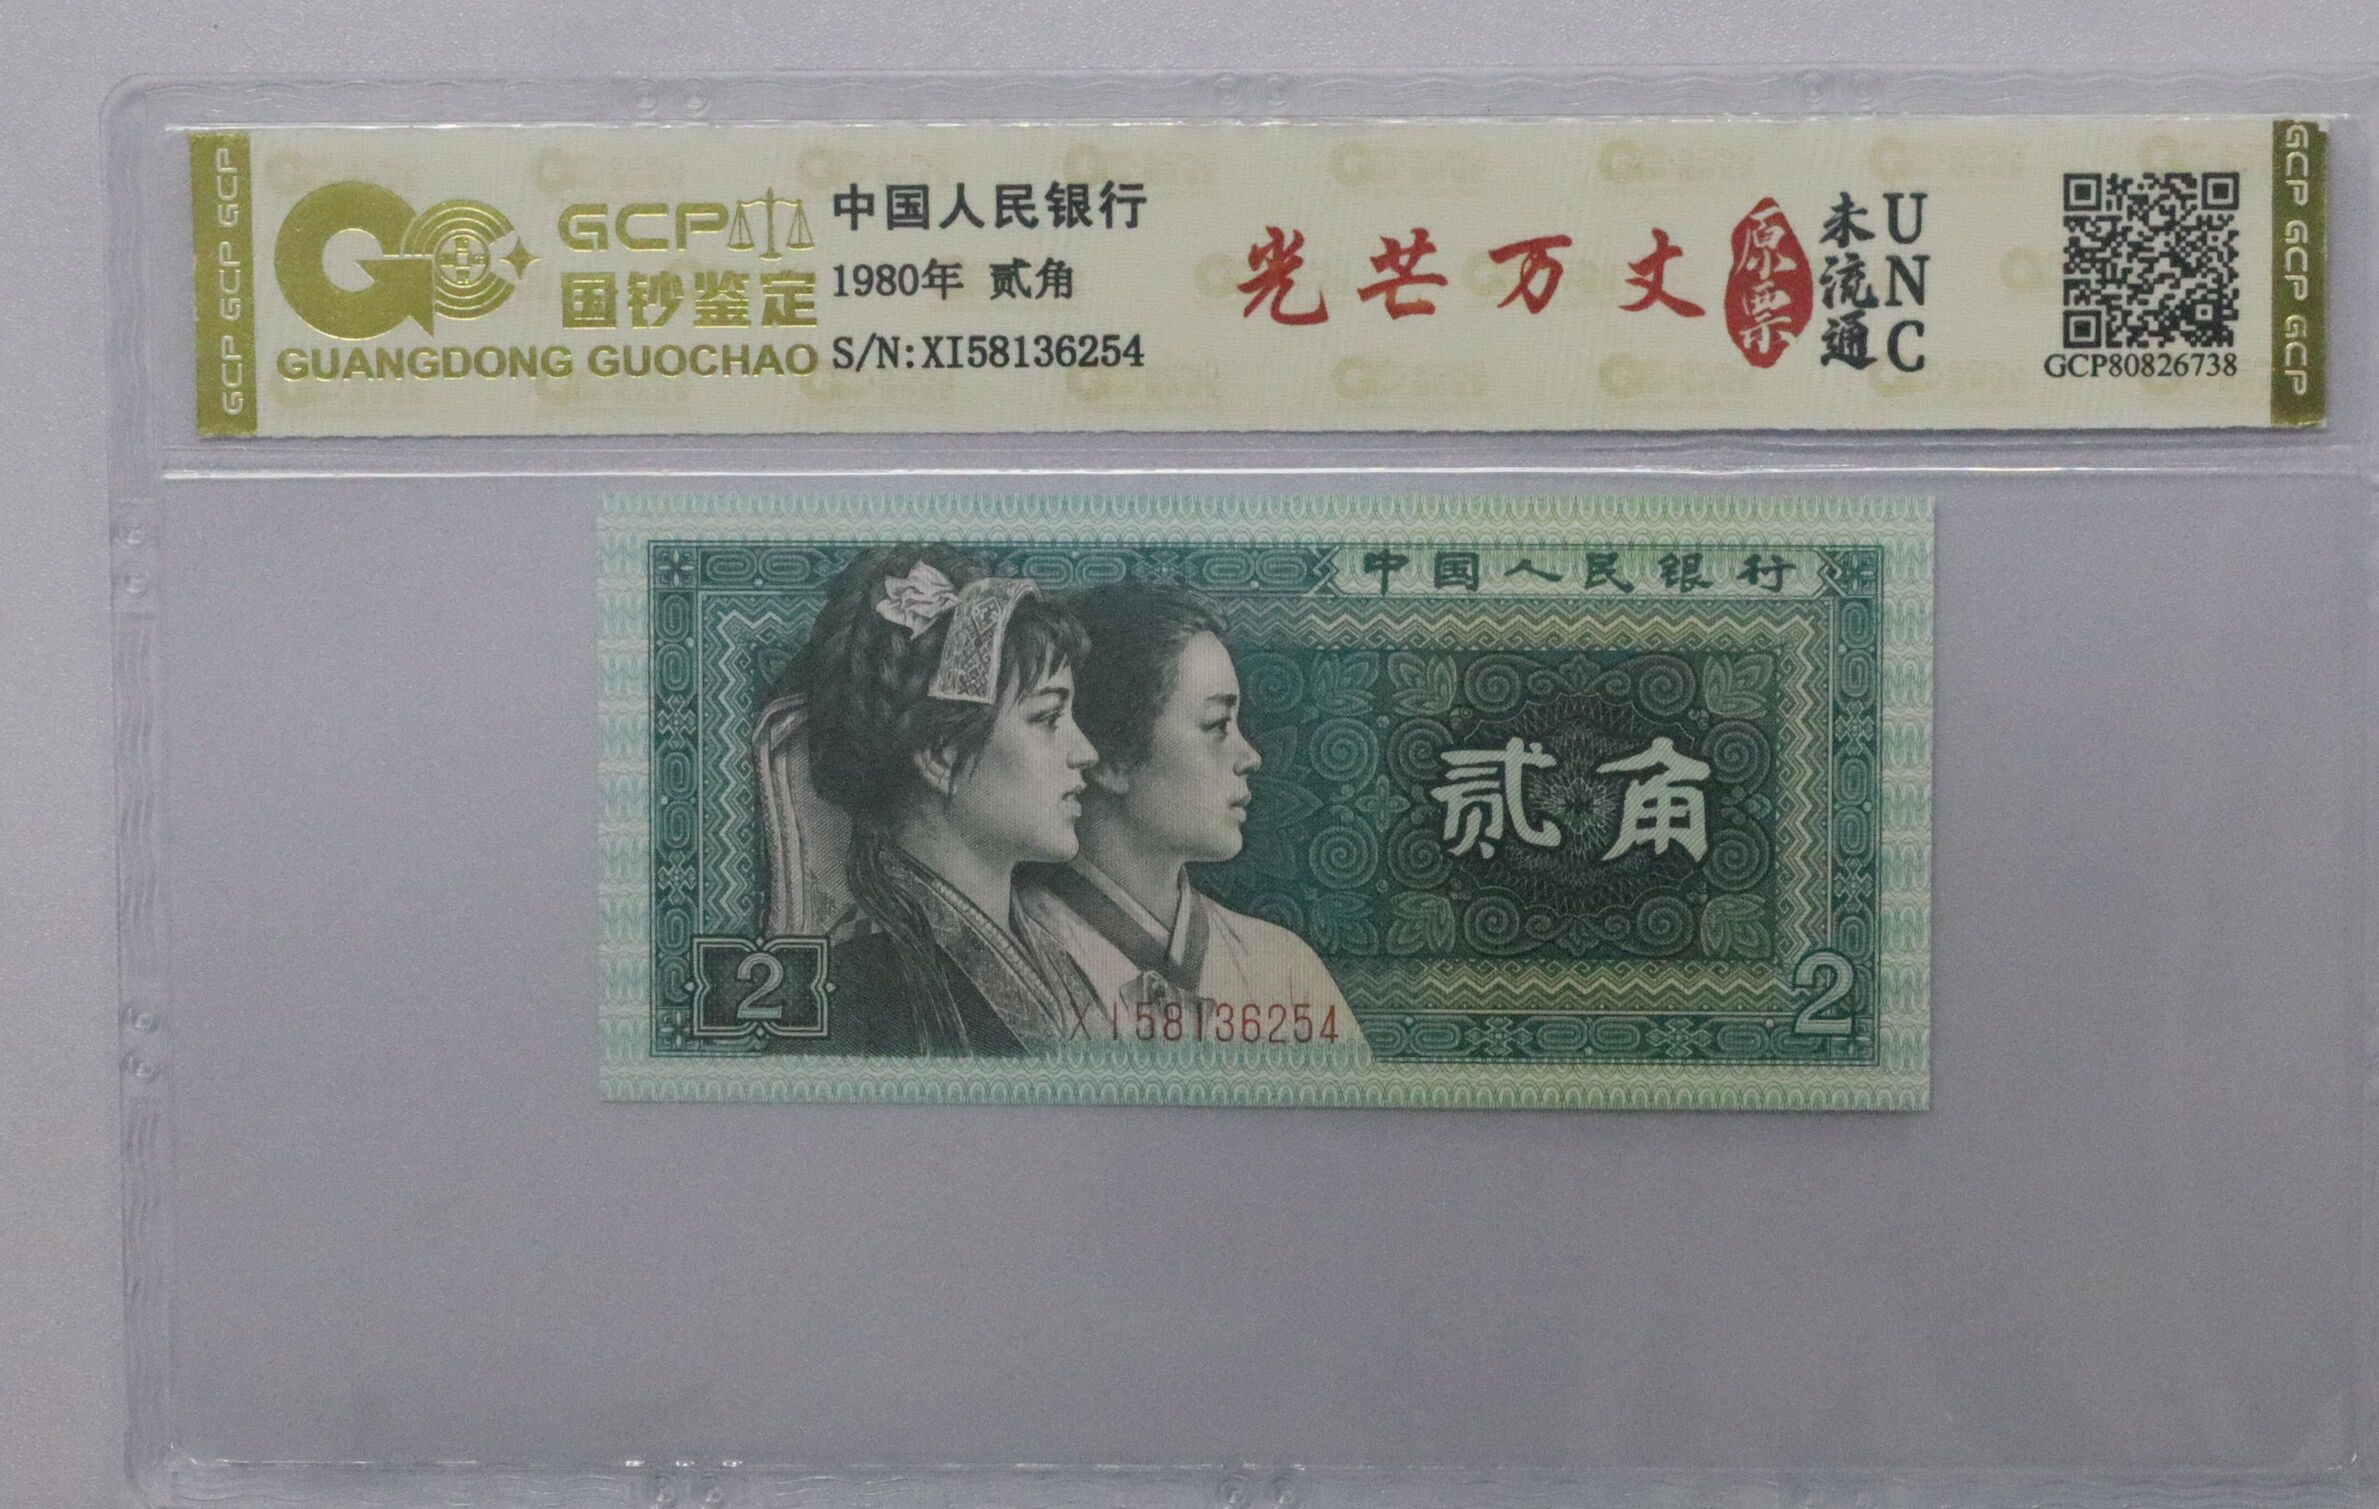 GCP GCP GCP
GCP
国钞鉴定
GUANGDONG GUOCHAO
中国人民银行
1980年 贰角
S/N:XI58136254
光芒万丈
原票
未流通
UNC
GCP80826738
GCP GCP GCP
中国人民银行
贰角
2
XI58136254
2